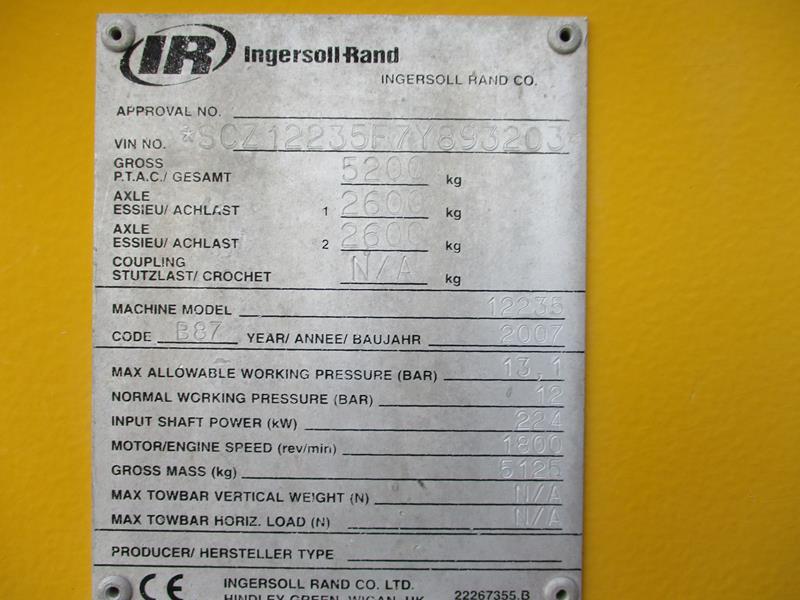 IR Ingersoll-Rand
INGERSOLL RAND CO.
APPROVAL NO.
VIN NO. *SCZ12235F7Y893203*
GROSS
P.T.A.C./ GESAMT 5200 kg
AXLE
ESSIEU/ ACHLAST 1 2600 kg
AXLE
ESSIEU/ ACHLAST 2 2600 kg
COUPLING
STUTZLAST/ CROCHET N/A kg
MACHINE MODEL 12235
CODE B87 YEAR/ ANNEE/ BAUJAHR 2007
MAX ALLOWABLE WORKING PRESSURE (BAR) 13,1
NORMAL WORKING PRESSURE (BAR) 12
INPUT SHAFT POWER (kW) 224
MOTOR/ENGINE SPEED (rev/min) 1800
GROSS MASS (kg) 5125
MAX TOWBAR VERTICAL WEIGHT (N) N/A
MAX TOWBAR HORIZ. LOAD (N) N/A
PRODUCER/ HERSTELLER TYPE
CE INGERSOLL RAND CO. LTD.
HINDLEY GREEN, WIGAN, UK 22267355.B